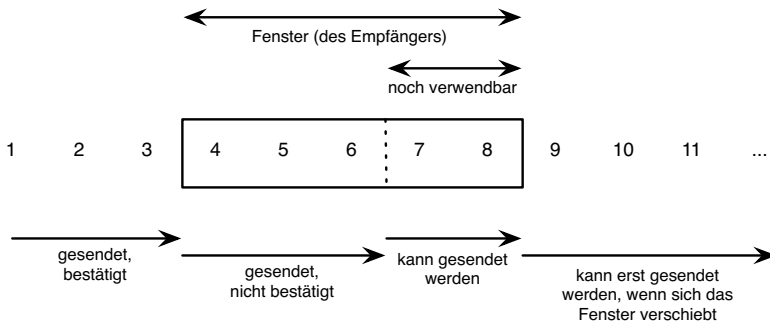 Fenster (des Empfängers)
noch verwendbar
1 2 3 4 5 6 7 8 9 10 11 ...
gesendet,
bestätigt
gesendet,
nicht bestätigt
kann gesendet
werden
kann erst gesendet
werden, wenn sich das
Fenster verschiebt